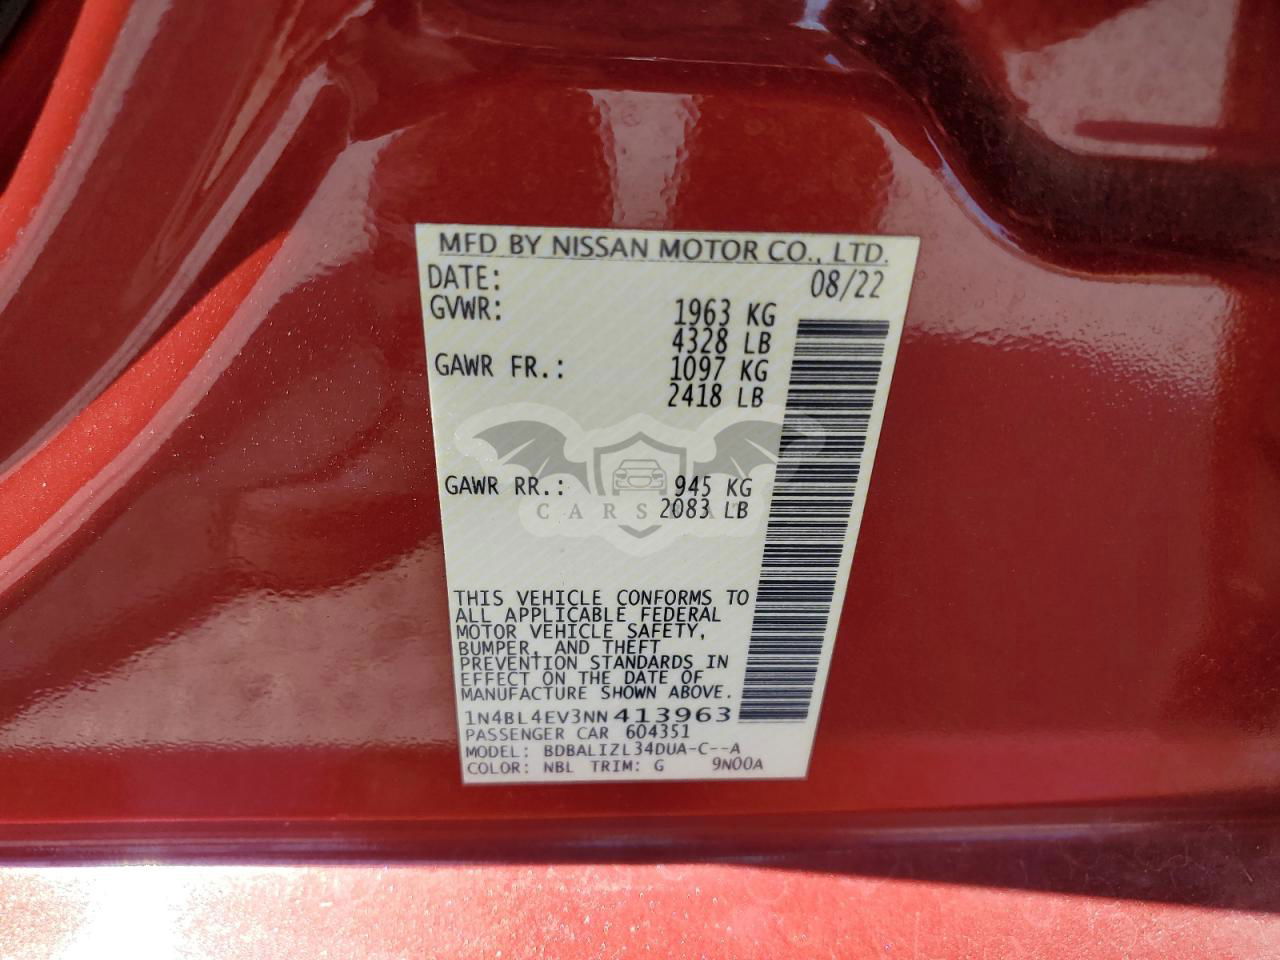 MFD BY NISSAN MOTOR CO., LTD.
DATE: 08/22
GVWR: 1963 KG
4328 LB
GAWR FR.: 1097 KG
2418 LB
GAWR RR.: 945 KG
2083 LB
THIS VEHICLE CONFORMS TO
ALL APPLICABLE FEDERAL
MOTOR VEHICLE SAFETY,
BUMPER, AND THEFT
PREVENTION STANDARDS IN
EFFECT ON THE DATE OF
MANUFACTURE SHOWN ABOVE.
1N4BL4EV3NN413963
PASSENGER CAR 604351
MODEL: BDBALIZL34DUA-C--A
COLOR: NBL TRIM: G 9N00A